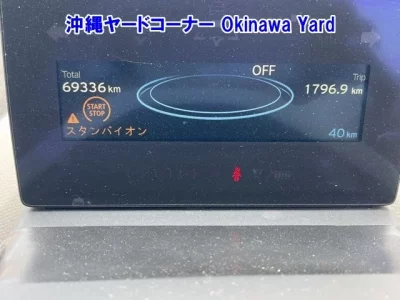 沖縄ヤードコーナー Okinawa Yard
OFF
Total
69336 km
Trip
1796.9 km
START
STOP
スタンバイオン
40 km